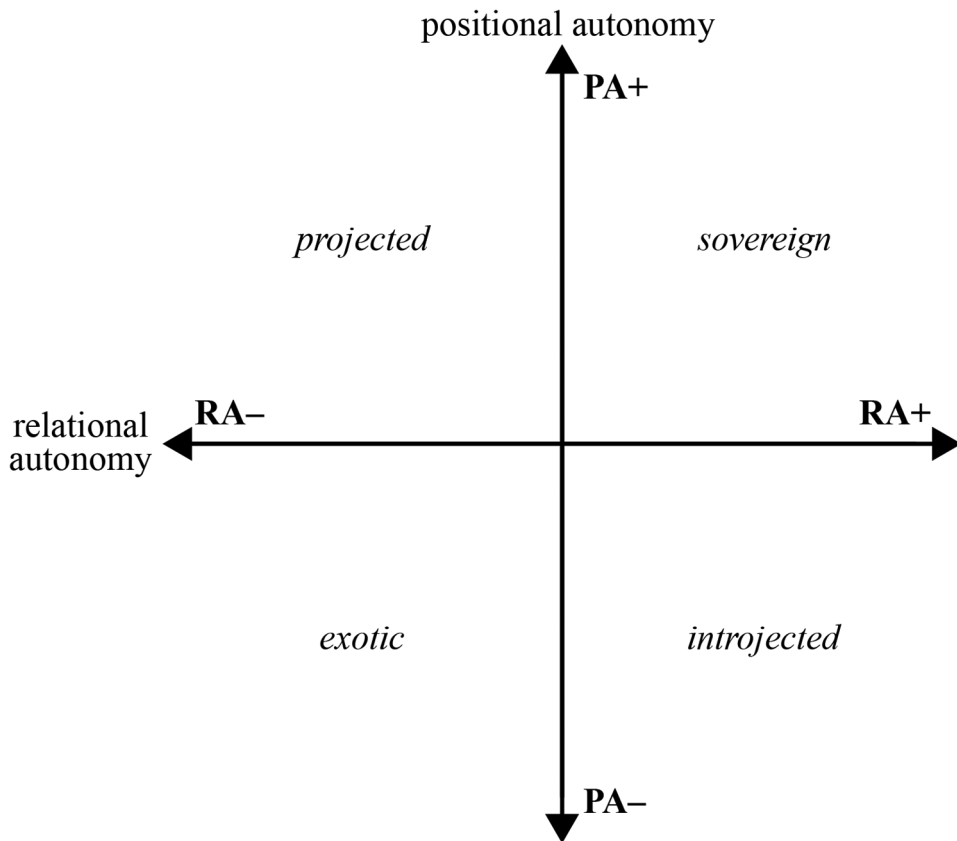 positional autonomy
PA+
projected
sovereign
RA–
RA+
relational
autonomy
exotic
introjected
PA–